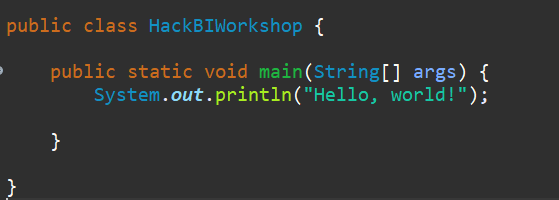 public class HackBIWorkshop {
public static void main(String[] args) {
System.out.println("Hello, world!");
}
}